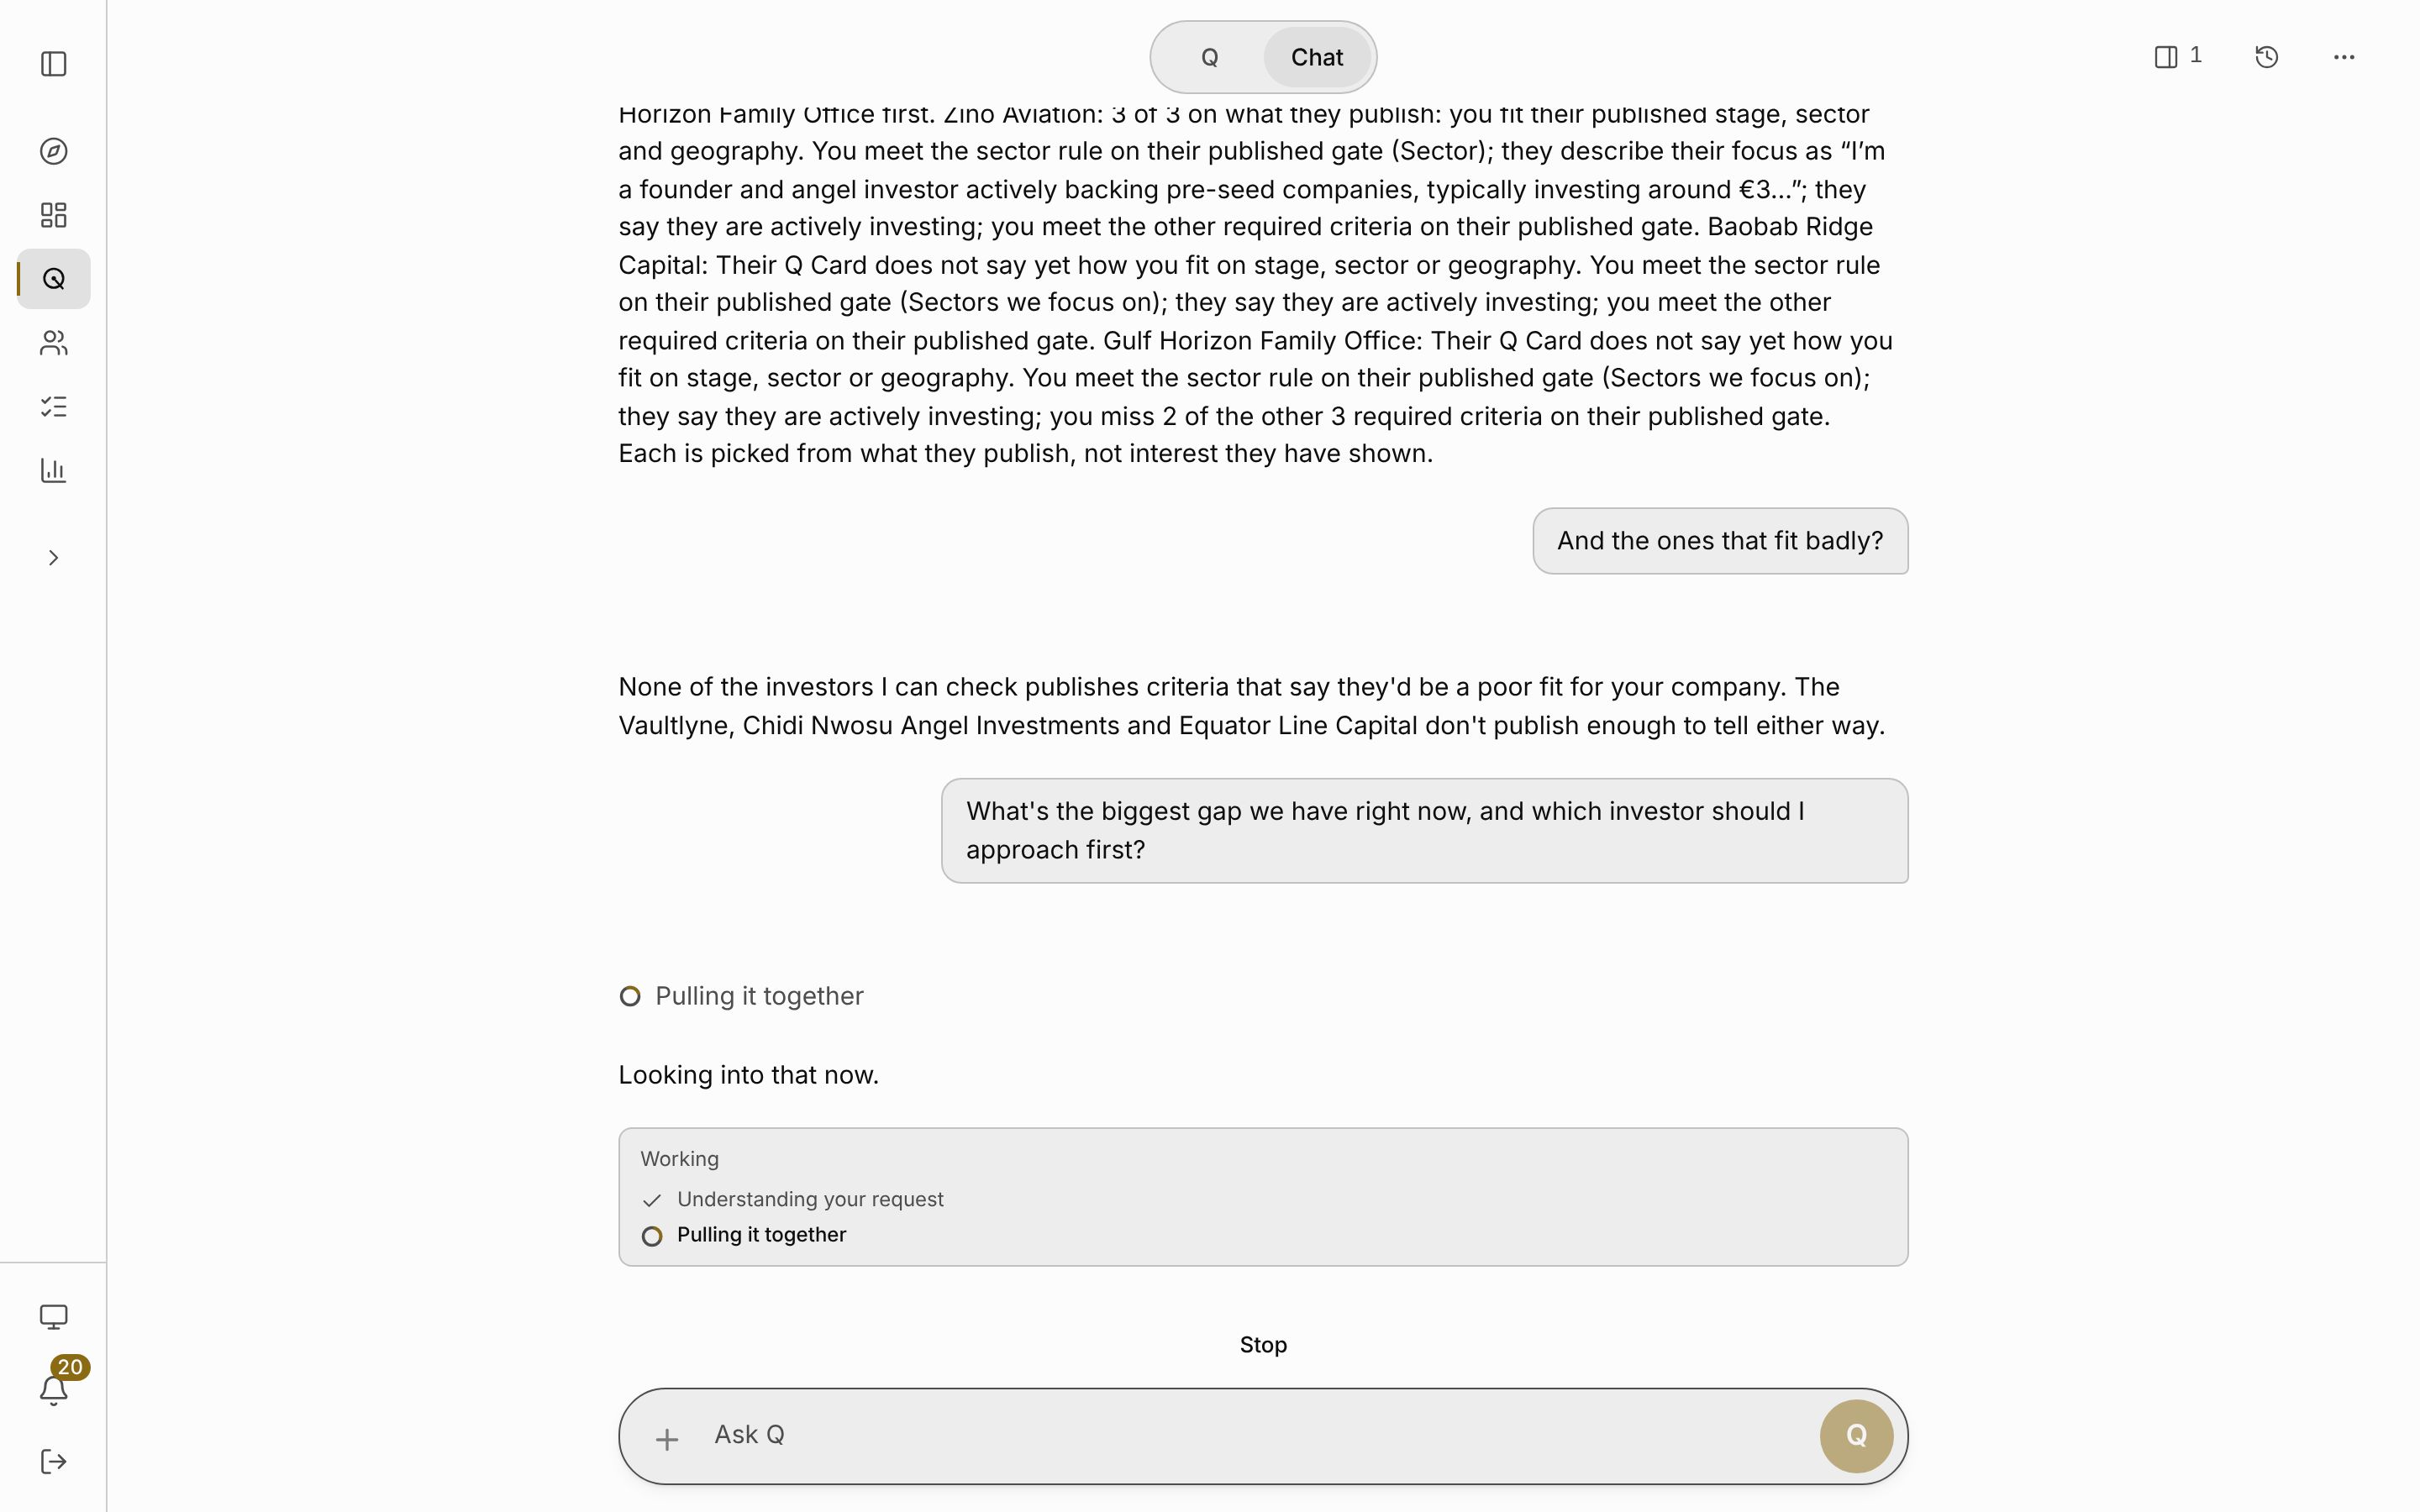 Q Chat
1
Horizon Family Office first. Zino Aviation: 3 of 3 on what they publish: you fit their published stage, sector
and geography. You meet the sector rule on their published gate (Sector); they describe their focus as “I’m
a founder and angel investor actively backing pre-seed companies, typically investing around €3...”; they
say they are actively investing; you meet the other required criteria on their published gate. Baobab Ridge
Capital: Their Q Card does not say yet how you fit on stage, sector or geography. You meet the sector rule
on their published gate (Sectors we focus on); they say they are actively investing; you meet the other
required criteria on their published gate. Gulf Horizon Family Office: Their Q Card does not say yet how you
fit on stage, sector or geography. You meet the sector rule on their published gate (Sectors we focus on);
they say they are actively investing; you miss 2 of the other 3 required criteria on their published gate.
Each is picked from what they publish, not interest they have shown.
And the ones that fit badly?
None of the investors I can check publishes criteria that say they'd be a poor fit for your company. The
Vaultlyne, Chidi Nwosu Angel Investments and Equator Line Capital don't publish enough to tell either way.
What's the biggest gap we have right now, and which investor should I
approach first?
Pulling it together
Looking into that now.
Working
Understanding your request
Pulling it together
Stop
20
Ask Q
Q